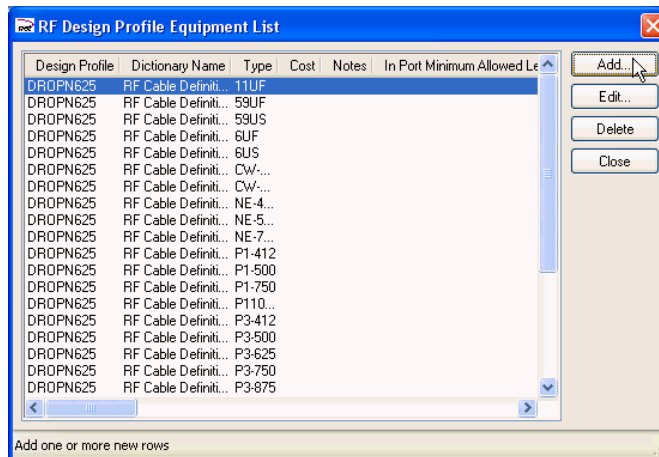 RF Design Profile Equipment List
Design Profile Dictionary Name Type Cost Notes In Port Minimum Allowed Le
DROPN625 RF Cable Definiti... 11UF
DROPN625 RF Cable Definiti... 59UF
DROPN625 RF Cable Definiti... 59US
DROPN625 RF Cable Definiti... 6UF
DROPN625 RF Cable Definiti... 6US
DROPN625 RF Cable Definiti... CW-...
DROPN625 RF Cable Definiti... CW-...
DROPN625 RF Cable Definiti... NE-4...
DROPN625 RF Cable Definiti... NE-5...
DROPN625 RF Cable Definiti... NE-7...
DROPN625 RF Cable Definiti... P1-412
DROPN625 RF Cable Definiti... P1-500
DROPN625 RF Cable Definiti... P1-750
DROPN625 RF Cable Definiti... P110...
DROPN625 RF Cable Definiti... P3-412
DROPN625 RF Cable Definiti... P3-500
DROPN625 RF Cable Definiti... P3-625
DROPN625 RF Cable Definiti... P3-750
DROPN625 RF Cable Definiti... P3-875
Add...
Edit...
Delete
Close
Add one or more new rows